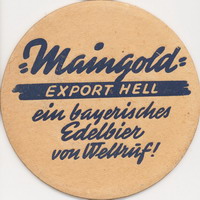 =Maingold=
EXPORT HELL
ein bayerisches
Edelbier
von Weltruf!